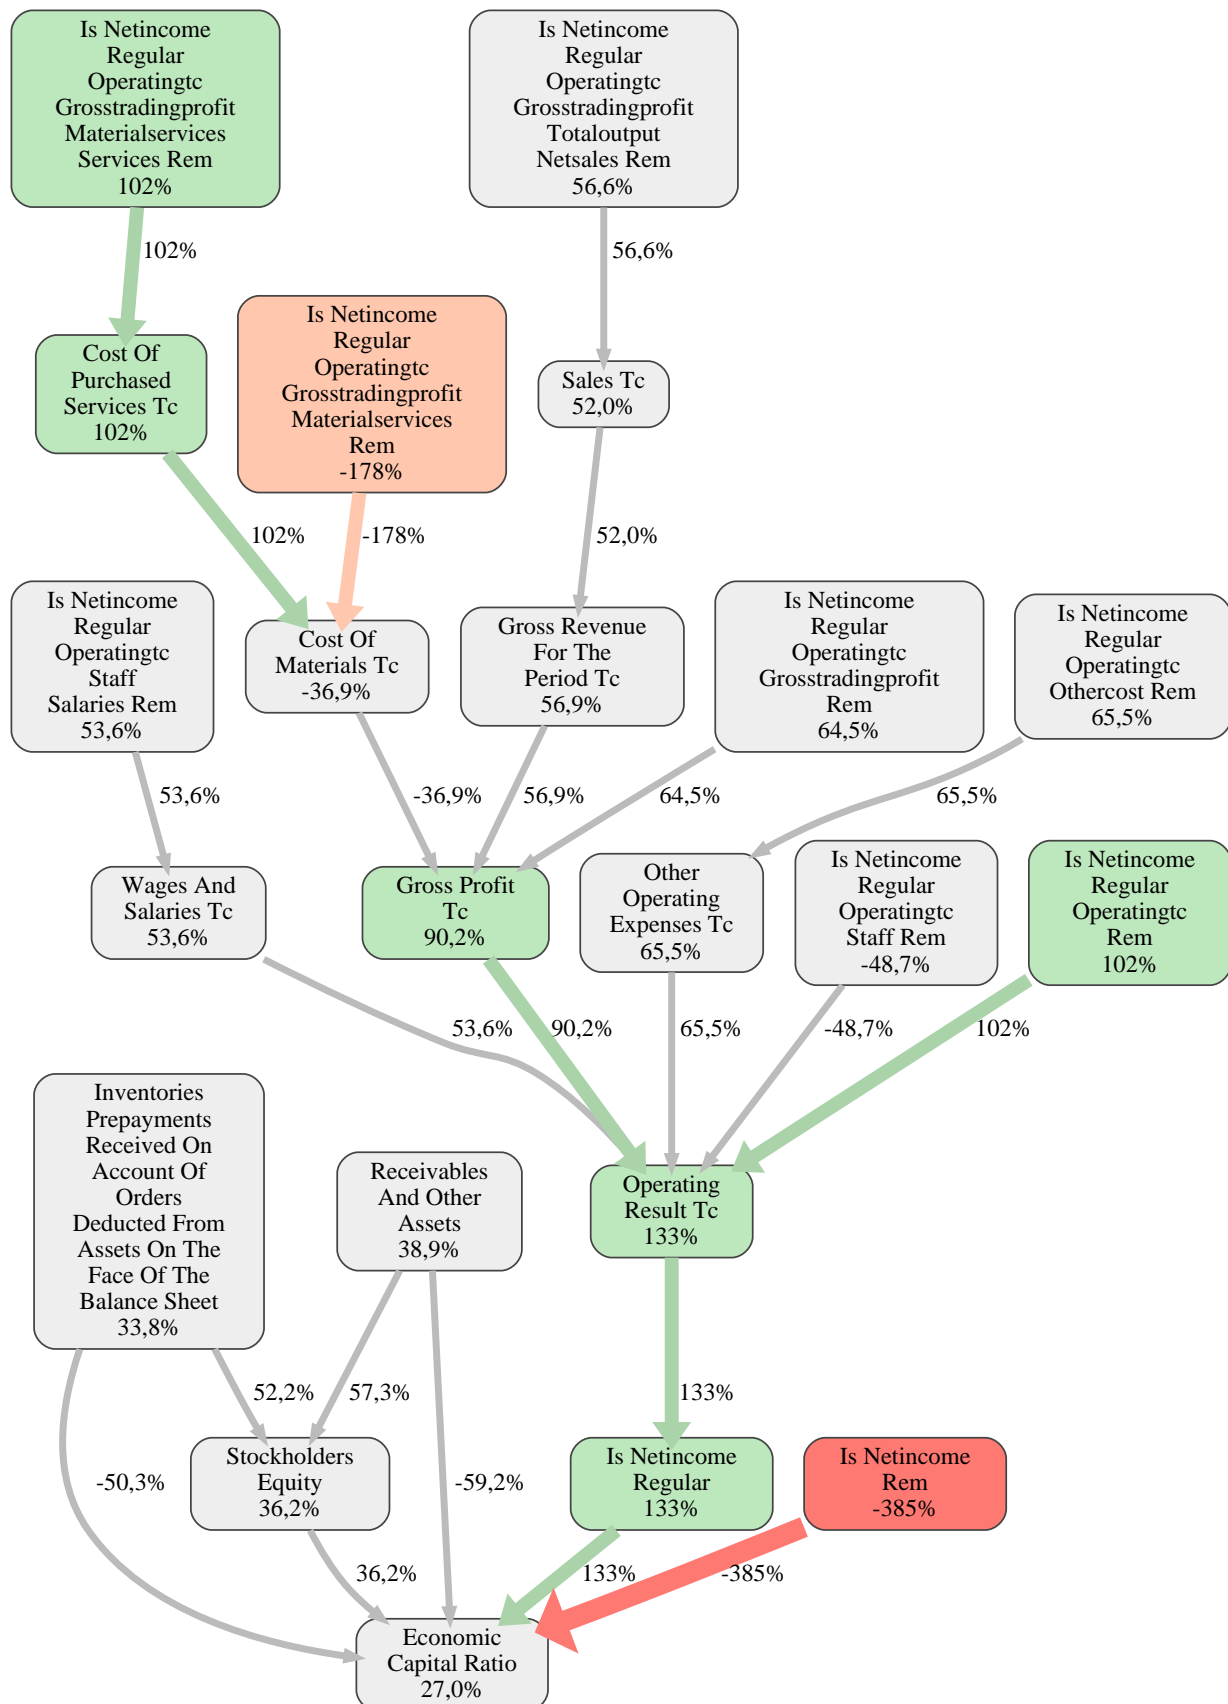 Is Netincome
Regular
Operatingtc
Grosstradingprofit
Materialservices
Services Rem
102%
Is Netincome
Regular
Operatingtc
Grosstradingprofit
Totaloutput
Netsales Rem
56,6%
102%
56,6%
Is Netincome
Regular
Operatingtc
Grosstradingprofit
Materialservices
Rem
-178%
Cost Of
Purchased
Services Tc
102%
Sales Tc
52,0%
102%
-178%
52,0%
Is Netincome
Regular
Operatingtc
Staff
Salaries Rem
53,6%
Cost Of
Materials Tc
-36,9%
Gross Revenue
For The
Period Tc
56,9%
Is Netincome
Regular
Operatingtc
Grosstradingprofit
Rem
64,5%
Is Netincome
Regular
Operatingtc
Othercost Rem
65,5%
53,6%
-36,9%
56,9%
64,5%
65,5%
Wages And
Salaries Tc
53,6%
Gross Profit
Tc
90,2%
Other
Operating
Expenses Tc
65,5%
Is Netincome
Regular
Operatingtc
Staff Rem
-48,7%
Is Netincome
Regular
Operatingtc
Rem
102%
53,6%
90,2%
65,5%
-48,7%
102%
Inventories
Prepayments
Received On
Account Of
Orders
Deducted From
Assets On The
Face Of The
Balance Sheet
33,8%
Receivables
And Other
Assets
38,9%
Operating
Result Tc
133%
52,2%
57,3%
133%
-50,3%
Stockholders
Equity
36,2%
-59,2%
Is Netincome
Regular
133%
Is Netincome
Rem
-385%
36,2%
133%
-385%
Economic
Capital Ratio
27,0%